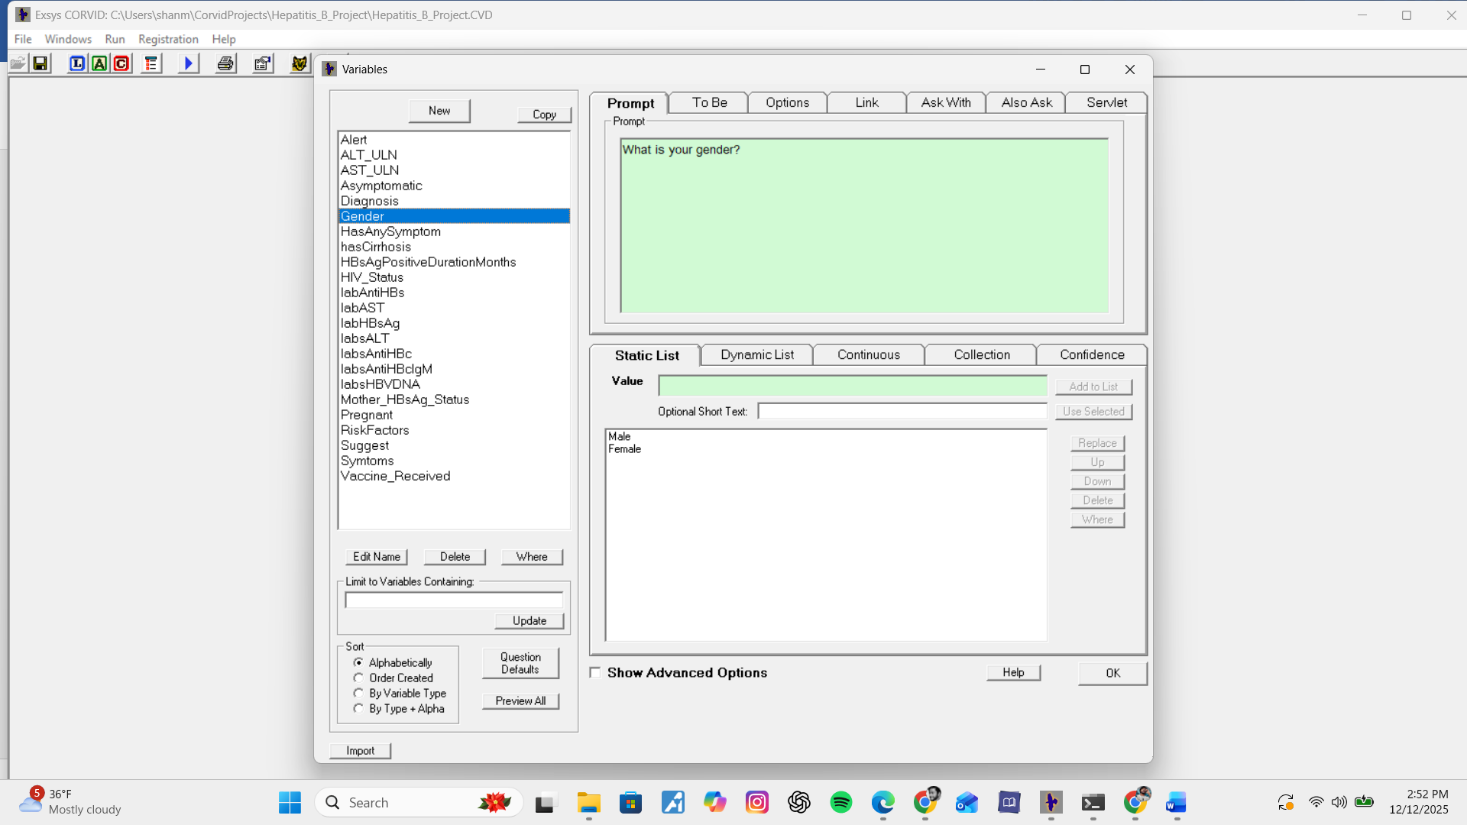 Exsys CORVID: C:\Users\shanm\CorvidProjects\Hepatitis_B_Project\Hepatitis_B_Project.CVD
File Windows Run Registration Help
L A C
Variables
New
Copy
Alert
ALT_ULN
AST_ULN
Asymptomatic
Diagnosis
Gender
HasAnySymptom
hasCirrhosis
HBsAgPositiveDurationMonths
HIV_Status
labAntiHBs
labAST
labHBsAg
labsALT
labsAntiHBc
labsAntiHBcIgM
labsHBVDNA
Mother_HBsAg_Status
Pregnant
RiskFactors
Suggest
Symtoms
Vaccine_Received
Edit Name Delete Where
Limit to Variables Containing:
Update
Sort
Alphabetically
Order Created
By Variable Type
By Type + Alpha
Question
Defaults
Preview All
Import
Prompt To Be Options Link Ask With Also Ask Servlet
Prompt
What is your gender?
Static List Dynamic List Continuous Collection Confidence
Value
Add to List
Optional Short Text:
Use Selected
Male
Female
Replace
Up
Down
Delete
Where
Show Advanced Options
Help
OK
5
36°F
Mostly cloudy
Search
2:52 PM
12/12/2025